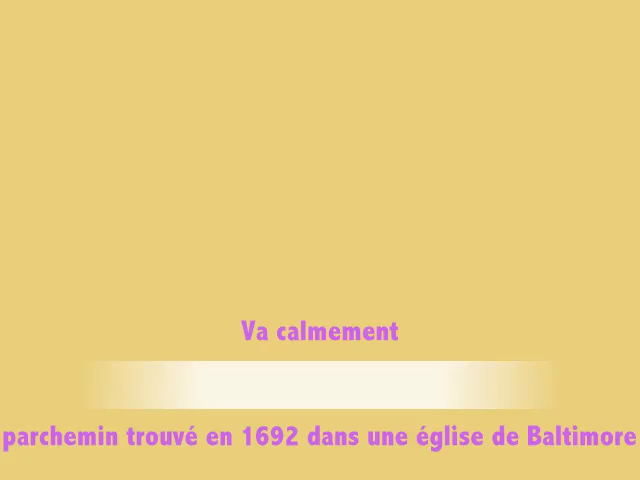 Va calmement
parchemin trouvé en 1692 dans une église de Baltimore